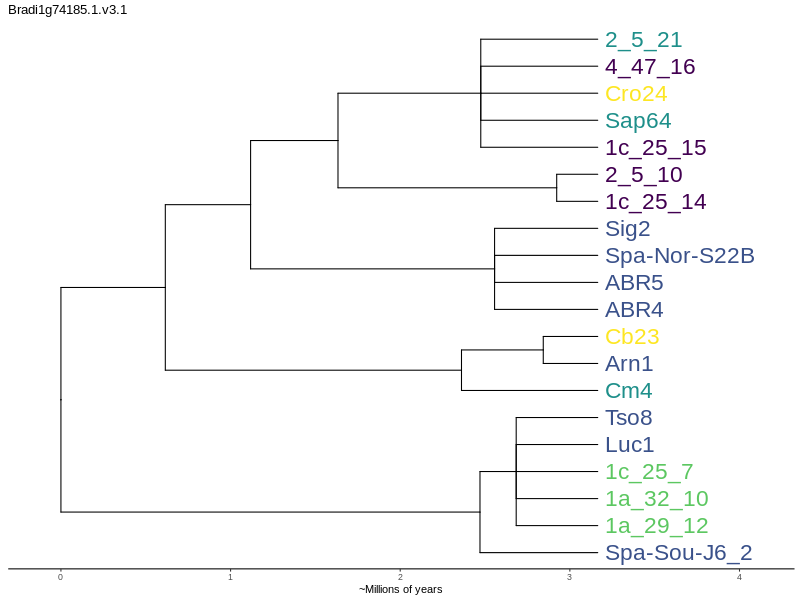 Bradi1g74185.1.v3.1
2_5_21
4_47_16
Cro24
Sap64
1c_25_15
2_5_10
1c_25_14
Sig2
Spa-Nor-S22B
ABR5
ABR4
Cb23
Arn1
Cm4
Tso8
Luc1
1c_25_7
1a_32_10
1a_29_12
Spa-Sou-J6_2
0 1 2 3 4
~Millions of years